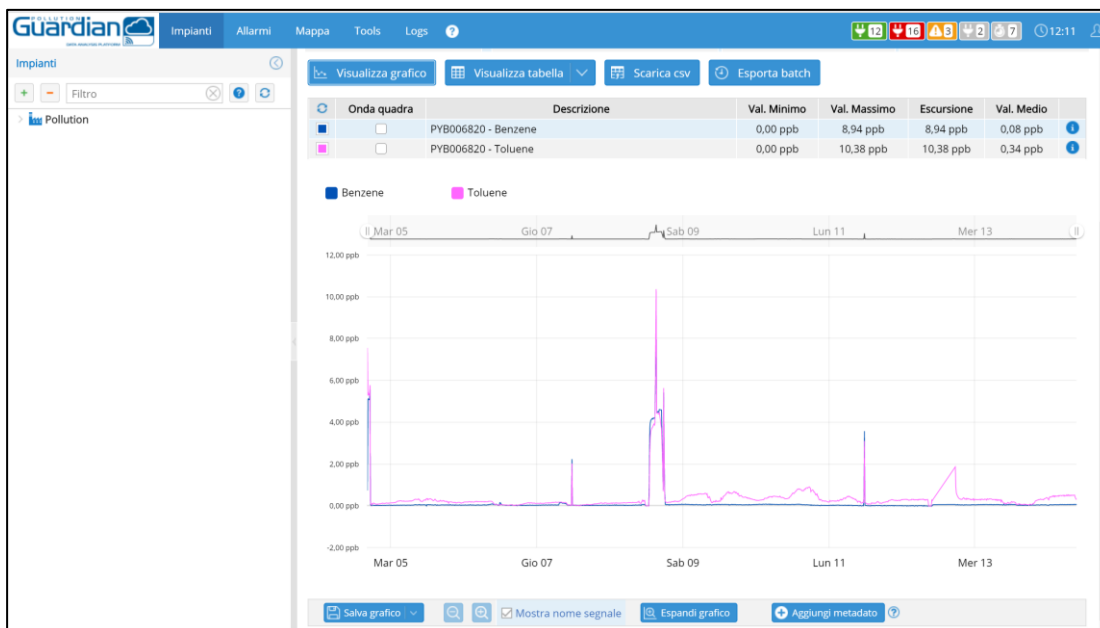 POLLUTION
Guardian
DATA ANALYSIS PLATFORM
Impianti Allarmi Mappa Tools Logs ? 12 16 3 2 7 12:11
Impianti
Visualizza grafico Visualizza tabella Scarica csv Esporta batch
+ - Filtro ?
Pollution
Onda quadra Descrizione Val. Minimo Val. Massimo Escursione Val. Medio
PYB006820 - Benzene 0,00 ppb 8,94 ppb 8,94 ppb 0,08 ppb i
PYB006820 - Toluene 0,00 ppb 10,38 ppb 10,38 ppb 0,34 ppb i
Benzene Toluene
Mar 05 Gio 07 Sab 09 Lun 11 Mer 13
12,00 ppb
10,00 ppb
8,00 ppb
6,00 ppb
4,00 ppb
2,00 ppb
0,00 ppb
-2,00 ppb
Mar 05 Gio 07 Sab 09 Lun 11 Mer 13
Salva grafico Mostra nome segnale Espandi grafico Aggiungi metadato ?